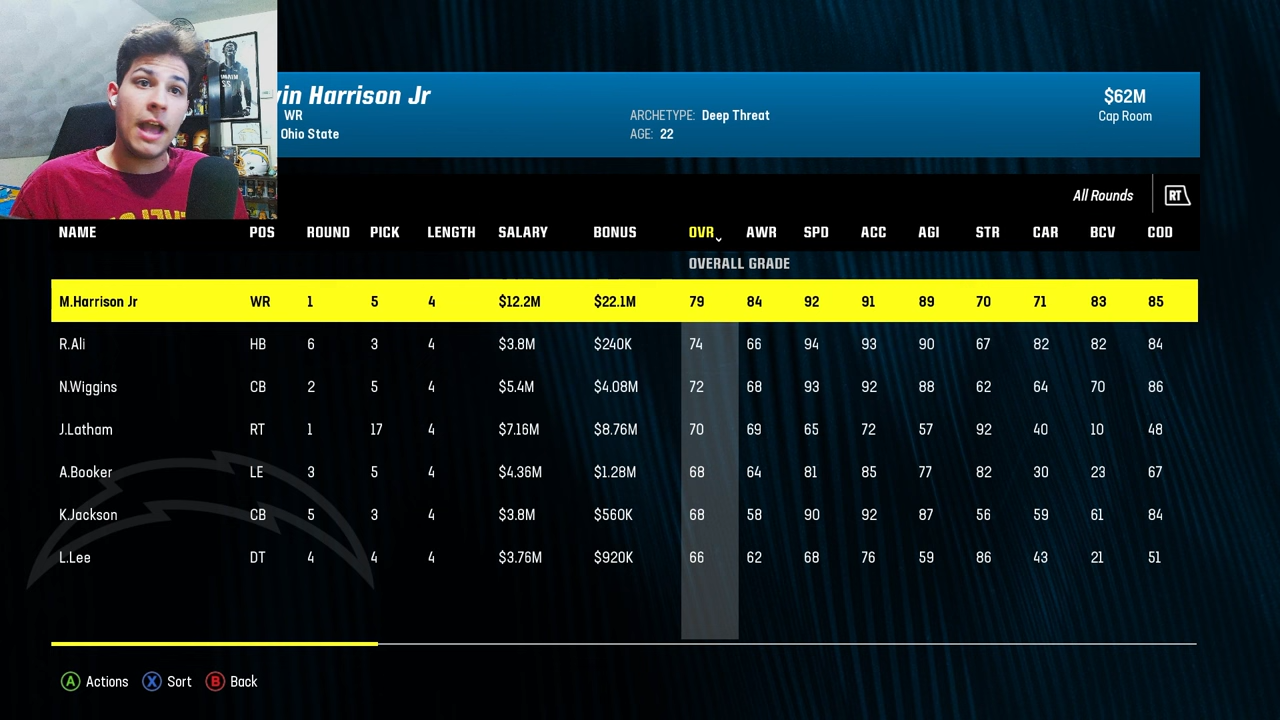 vin Harrison Jr
WR
Ohio State
ARCHETYPE: Deep Threat
AGE: 22
$62M
Cap Room
All Rounds
RT
NAME POS ROUND PICK LENGTH SALARY BONUS OVR AWR SPD ACC AGI STR CAR BCV COD
OVERALL GRADE
M.Harrison Jr WR 1 5 4 $12.2M $22.1M 79 84 92 91 89 70 71 83 85
R.Ali HB 6 3 4 $3.8M $240K 74 66 94 93 90 67 82 82 84
N.Wiggins CB 2 5 4 $5.4M $4.08M 72 68 93 92 88 62 64 70 86
J.Latham RT 1 17 4 $7.16M $8.76M 70 69 65 72 57 92 40 10 48
A.Booker LE 3 5 4 $4.36M $1.28M 68 64 81 85 77 82 30 23 67
K.Jackson CB 5 3 4 $3.8M $560K 68 58 90 92 87 56 59 61 84
L.Lee DT 4 4 4 $3.76M $920K 66 62 68 76 59 86 43 21 51
A Actions X Sort B Back